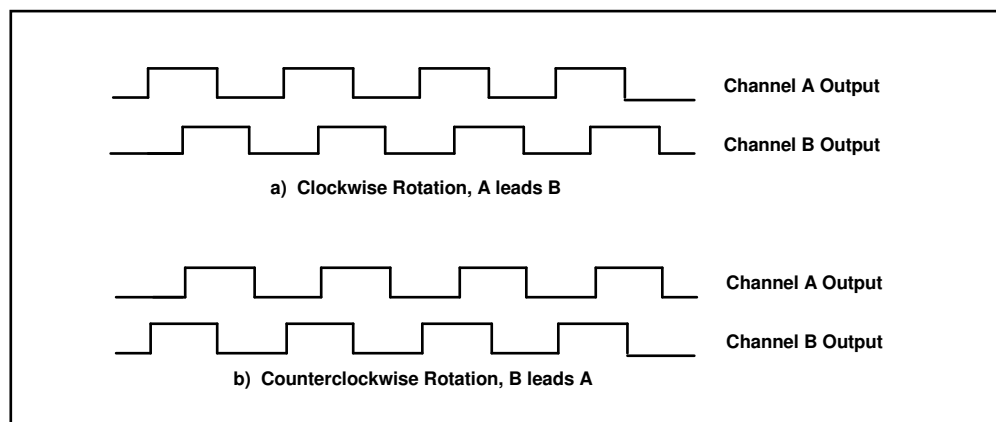 Channel A Output
Channel B Output
a) Clockwise Rotation, A leads B
Channel A Output
Channel B Output
b) Counterclockwise Rotation, B leads A